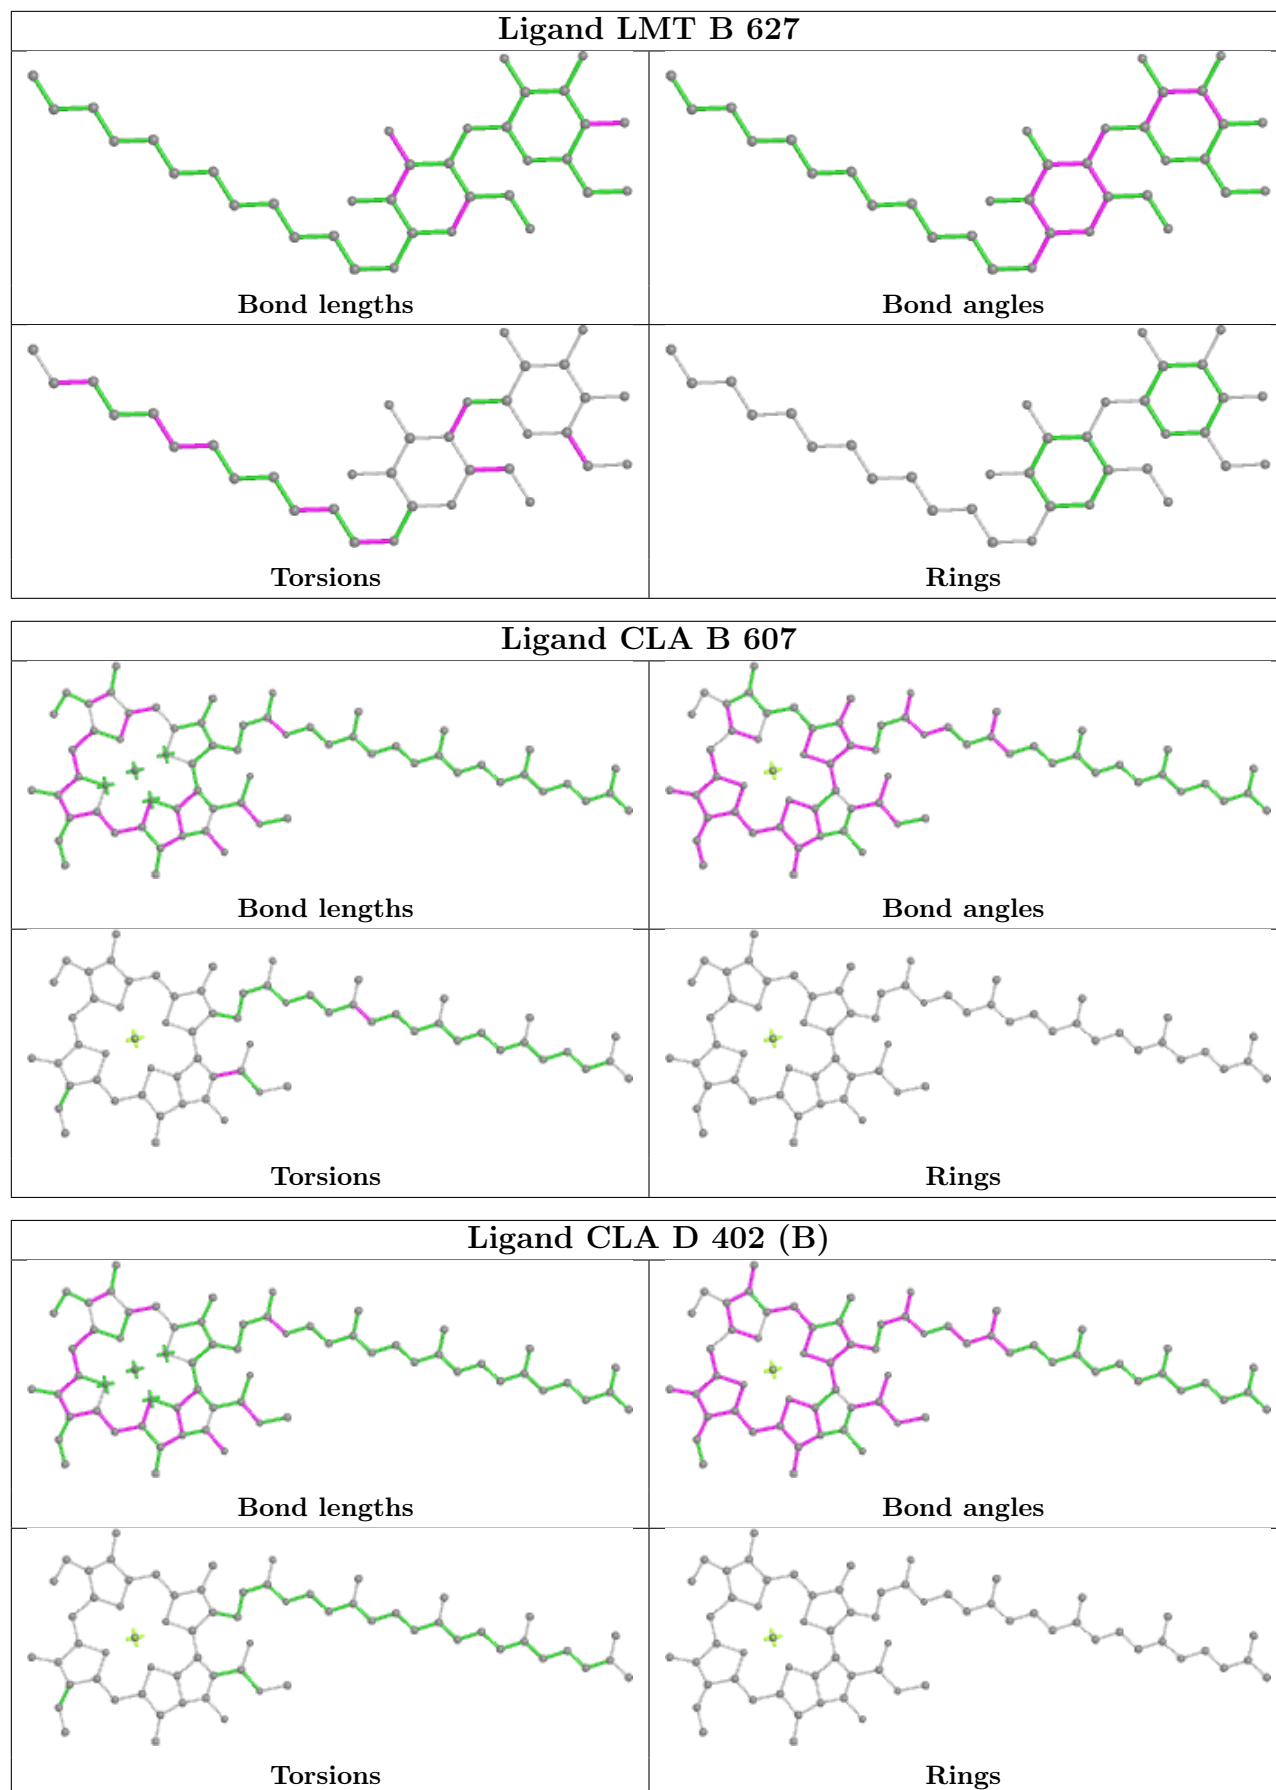 Ligand LMT B 627
Bond lengths
Bond angles
Torsions
Rings
Ligand CLA B 607
Bond lengths
Bond angles
Torsions
Rings
Ligand CLA D 402 (B)
Bond lengths
Bond angles
Torsions
Rings